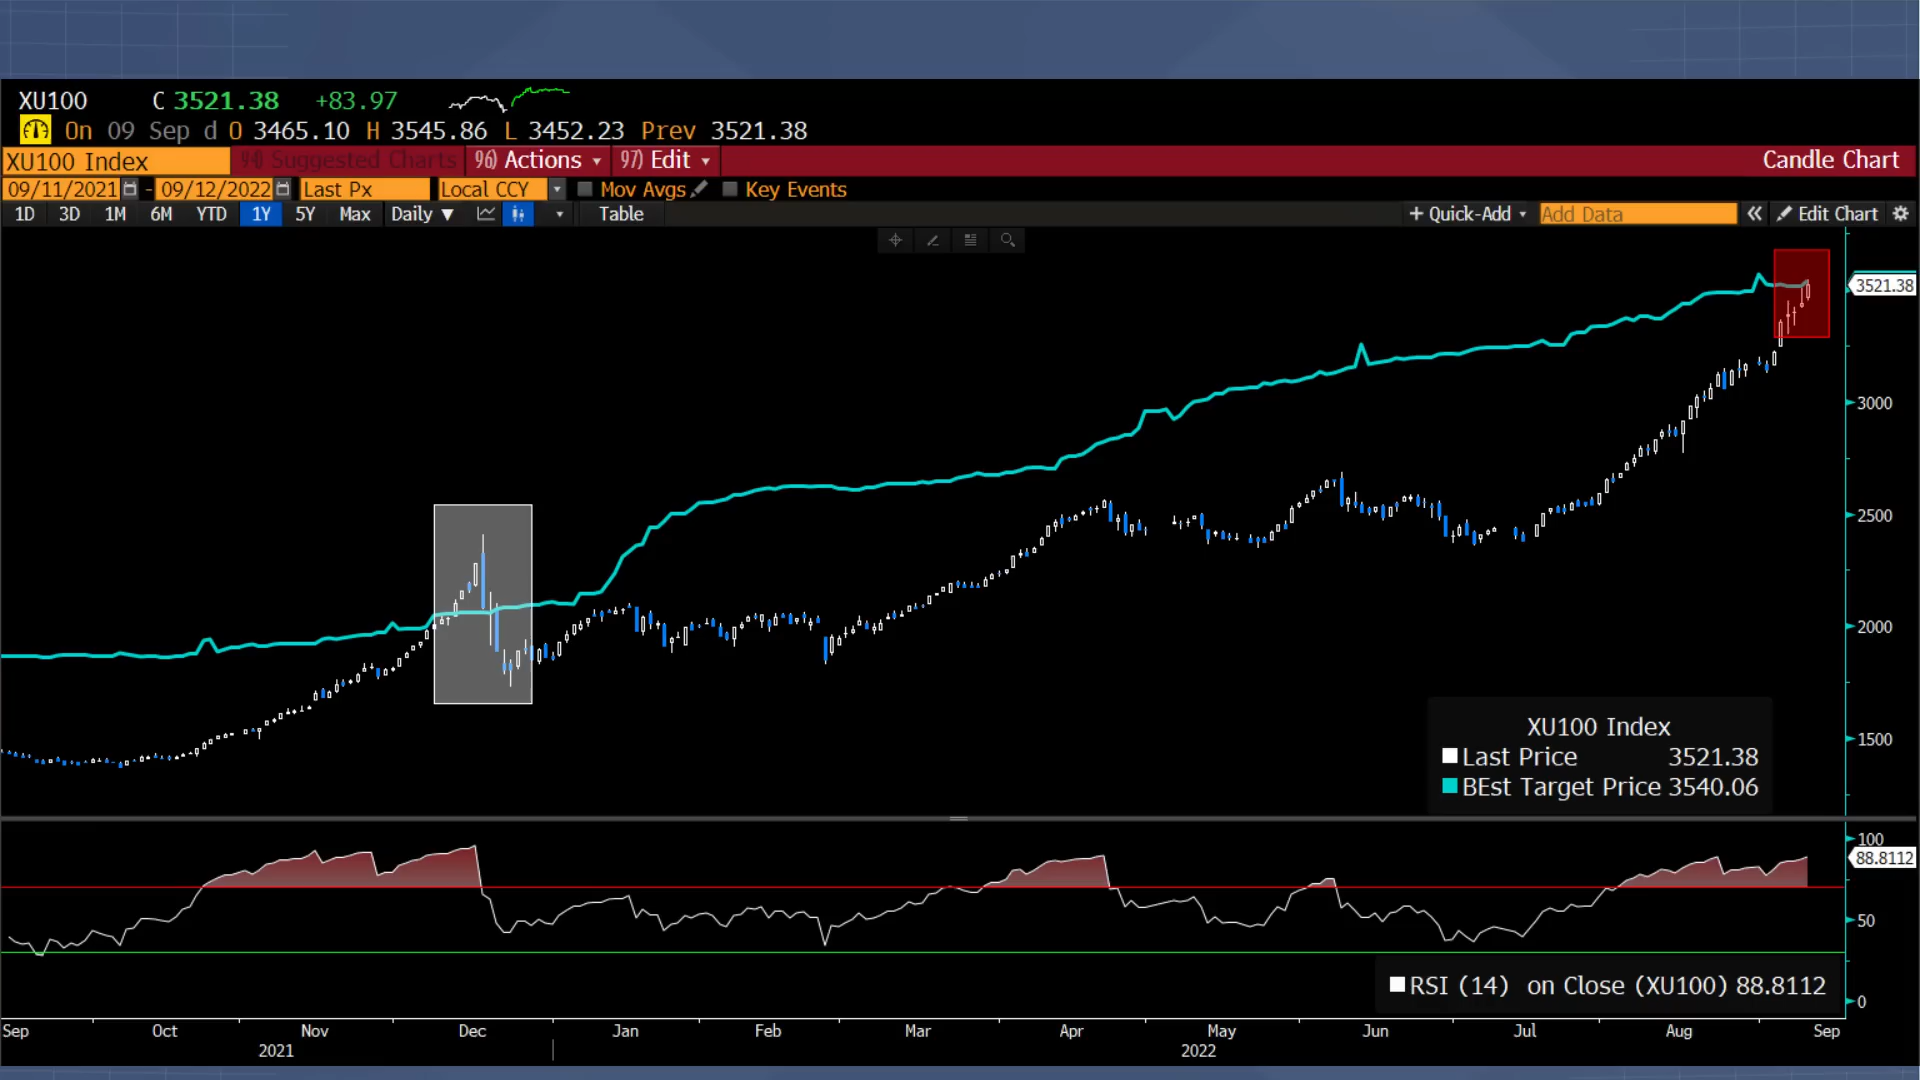 XU100 C 3521.38 +83.97
On 09 Sep d O 3465.10 H 3545.86 L 3452.23 Prev 3521.38
XU100 Index 94) Suggested Charts 96) Actions 97) Edit Candle Chart
09/11/2021 - 09/12/2022 Last Px Local CCY Mov Avgs Key Events
1D 3D 1M 6M YTD 1Y 5Y Max Daily ▼ Table + Quick-Add Add Data « Edit Chart
3521.38
3000
2500
2000
1500
XU100 Index
Last Price 3521.38
BEst Target Price 3540.06
100
88.8112
50
0
RSI (14) on Close (XU100) 88.8112
Sep Oct Nov Dec Jan Feb Mar Apr May Jun Jul Aug Sep
2021 2022